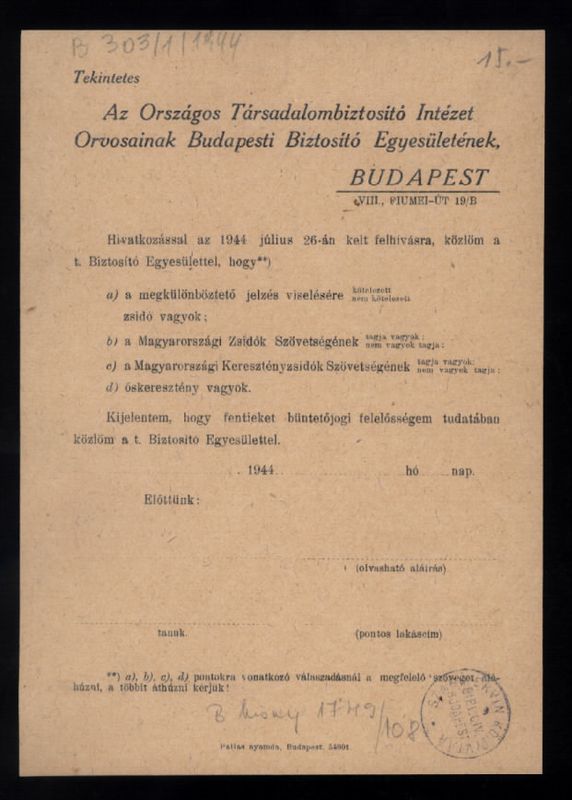 B 303/1/1944
15.-
Tekintetes
Az Országos Társadalombiztosító Intézet
Orvosainak Budapesti Biztosító Egyesületének,
BUDAPEST
VIII., FIUMEI-ÚT 19/B
Hivatkozással az 1944 július 26-án kelt felhívásra, közlöm a
t. Biztosító Egyesülettel, hogy**)
a) a megkülönböztető jelzés viselésére kötelezett
nem kötelezett
zsidó vagyok;
b) a Magyarországi Zsidók Szövetségének tagja vagyok;
nem vagyok tagja;
c) a Magyarországi Keresztényzsidók Szövetségének tagja vagyok;
nem vagyok tagja;
d) őskeresztény vagyok.
Kijelentem, hogy fentieket büntetőjogi felelősségem tudatában
közlöm a t. Biztosító Egyesülettel.
1944 hó nap.
Előttünk:
(olvasható aláírás)
tanuk. (pontos lakáscím)
**) a), b), c), d) pontokra vonatkozó válaszadásnál a megfelelő szöveget alá-
húzni, a többit áthúzni kérjük!
B 1749/108
Pallas nyomda, Budapest. 54601